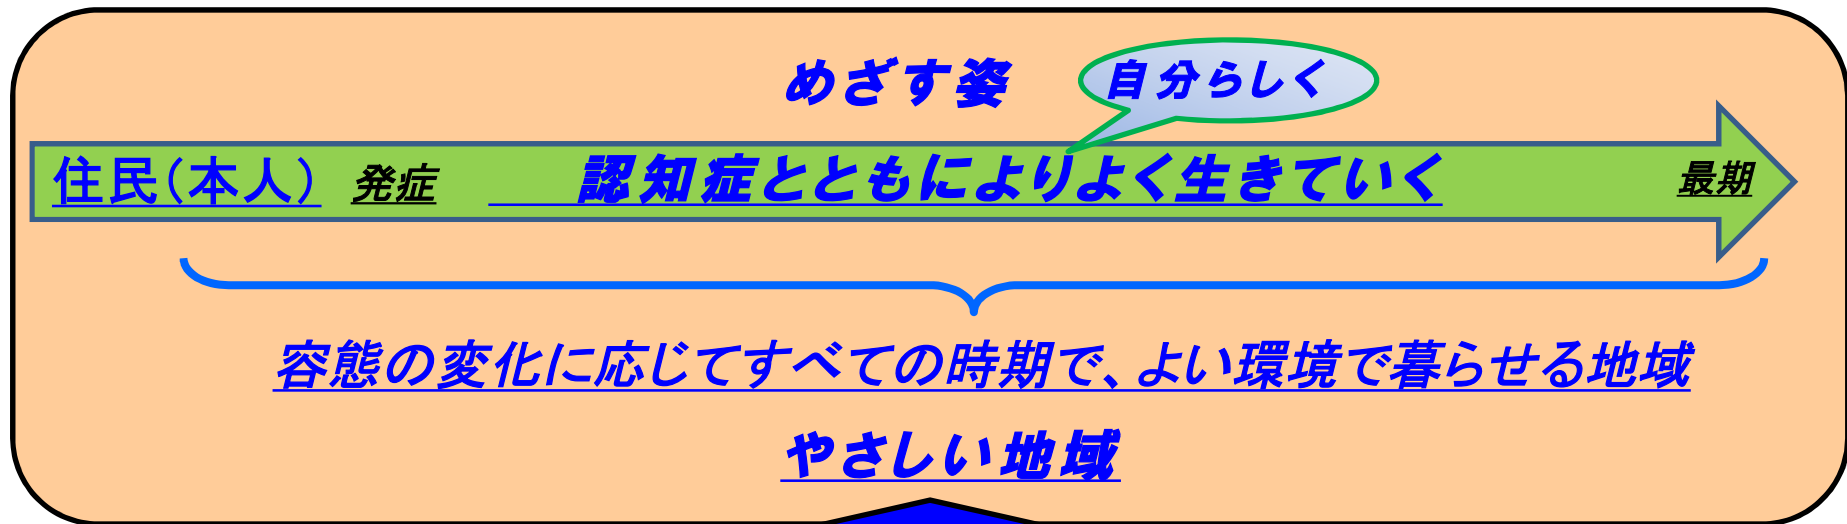 めざす姿
自分らしく
住民(本人) 発症 認知症とともによりよく生きていく 最期
容態の変化に応じてすべての時期で、よい環境で暮らせる地域
やさしい地域